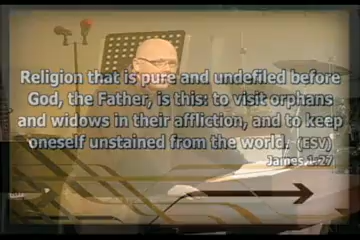 Religion that is pure and undefiled before
God, the Father, is this: to visit orphans
and widows in their affliction, and to keep
oneself unstained from the world. (ESV)
James 1:27